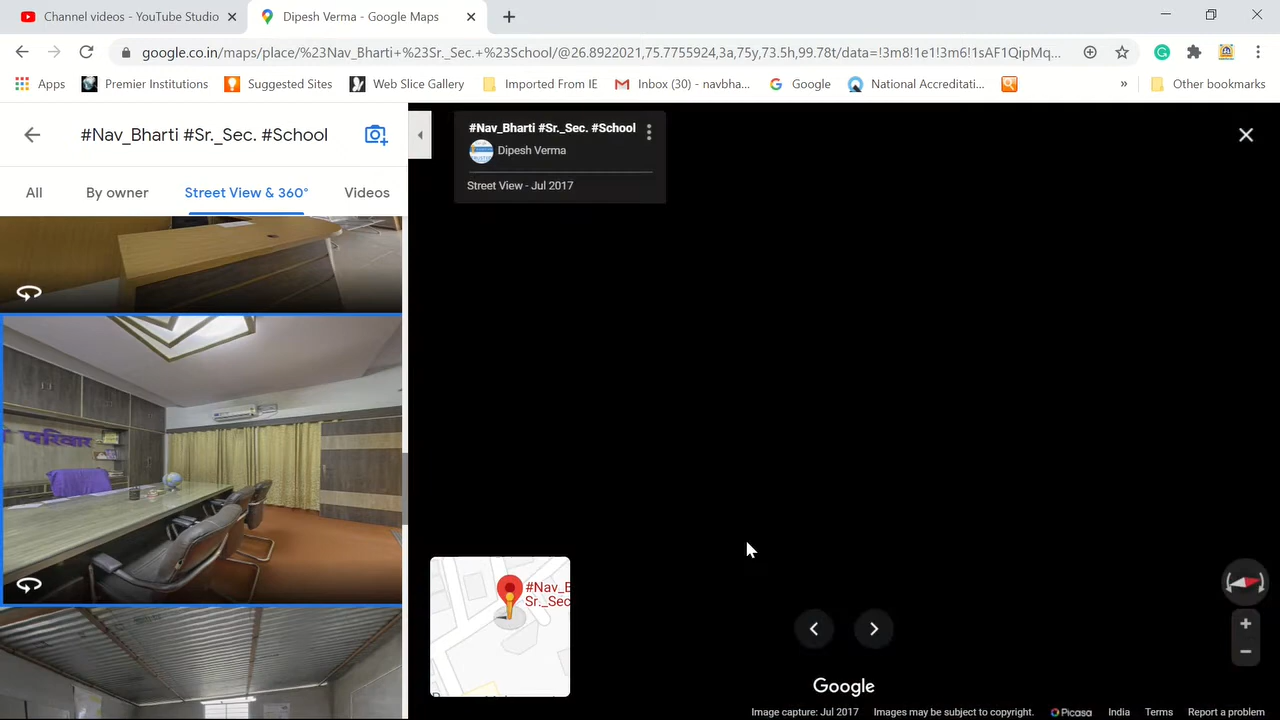 Channel videos - YouTube Studio
Dipesh Verma - Google Maps
google.co.in/maps/place/%23Nav_Bharti+%23Sr._Sec.+%23School/@26.8922021,75.7755924,3a,75y,73.5h,99.78t/data=!3m8!1e1!3m6!1sAF1QipMq...
Apps Premier Institutions Suggested Sites Web Slice Gallery Imported From IE Inbox (30) - navbha... Google National Accreditati... » Other bookmarks
#Nav_Bharti #Sr._Sec. #School
All By owner Street View & 360° Videos
#Nav_Bharti #Sr._Sec. #School
Dipesh Verma
Street View - Jul 2017
परिवार
#Nav_B
Sr._Sec
Google
Image capture: Jul 2017 Images may be subject to copyright. Picasa India Terms Report a problem